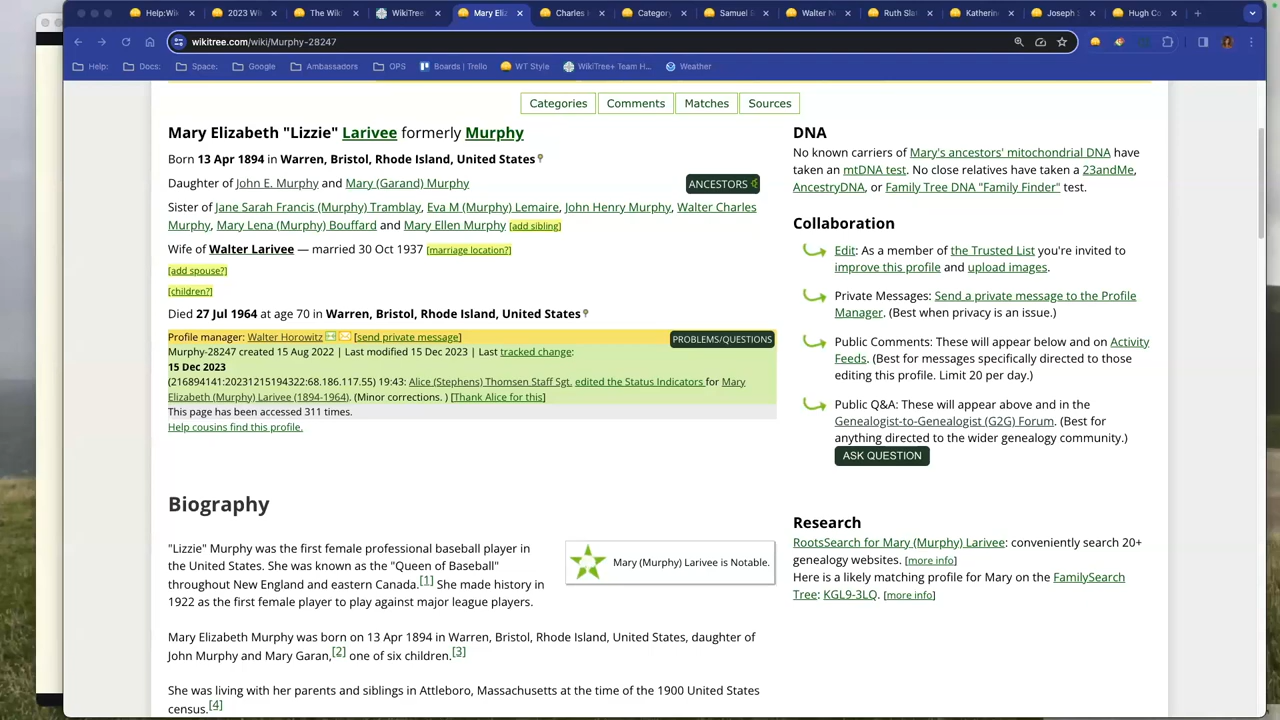 Help:Wiki
2023 Wi
The Wiki
WikiTree
Mary Eliz
Charles
Category
Samuel
Walter N
Ruth Sla
Katherin
Joseph
Hugh Co
wikitree.com/wiki/Murphy-28247
Help: Docs: Space: Google Ambassadors OPS Boards | Trello WT Style WikiTree+ Team H... Weather
Categories Comments Matches Sources
Mary Elizabeth "Lizzie" Larivee formerly Murphy
Born 13 Apr 1894 in Warren, Bristol, Rhode Island, United States
Daughter of John E. Murphy and Mary (Garand) Murphy
ANCESTORS
Sister of Jane Sarah Francis (Murphy) Tramblay, Eva M (Murphy) Lemaire, John Henry Murphy, Walter Charles
Murphy, Mary Lena (Murphy) Bouffard and Mary Ellen Murphy [add sibling]
Wife of Walter Larivee — married 30 Oct 1937 [marriage location?]
[add spouse?]
[children?]
Died 27 Jul 1964 at age 70 in Warren, Bristol, Rhode Island, United States
Profile manager: Walter Horowitz [send private message]
PROBLEMS/QUESTIONS
Murphy-28247 created 15 Aug 2022 | Last modified 15 Dec 2023 | Last tracked change:
15 Dec 2023
(216894141:20231215194322:68.186.117.55) 19:43: Alice (Stephens) Thomsen Staff Sgt. edited the Status Indicators for Mary
Elizabeth (Murphy) Larivee (1894-1964). (Minor corrections. ) [Thank Alice for this]
This page has been accessed 311 times.
Help cousins find this profile.
Biography
"Lizzie" Murphy was the first female professional baseball player in
the United States. She was known as the "Queen of Baseball"
throughout New England and eastern Canada.[1] She made history in
1922 as the first female player to play against major league players.
Mary (Murphy) Larivee is Notable.
Mary Elizabeth Murphy was born on 13 Apr 1894 in Warren, Bristol, Rhode Island, United States, daughter of
John Murphy and Mary Garan,[2] one of six children.[3]
She was living with her parents and siblings in Attleboro, Massachusetts at the time of the 1900 United States
census.[4]
DNA
No known carriers of Mary's ancestors' mitochondrial DNA have
taken an mtDNA test. No close relatives have taken a 23andMe,
AncestryDNA, or Family Tree DNA "Family Finder" test.
Collaboration
Edit: As a member of the Trusted List you're invited to
improve this profile and upload images.
Private Messages: Send a private message to the Profile
Manager. (Best when privacy is an issue.)
Public Comments: These will appear below and on Activity
Feeds. (Best for messages specifically directed to those
editing this profile. Limit 20 per day.)
Public Q&A: These will appear above and in the
Genealogist-to-Genealogist (G2G) Forum. (Best for
anything directed to the wider genealogy community.)
ASK QUESTION
Research
RootsSearch for Mary (Murphy) Larivee: conveniently search 20+
genealogy websites. [more info]
Here is a likely matching profile for Mary on the FamilySearch
Tree: KGL9-3LQ. [more info]